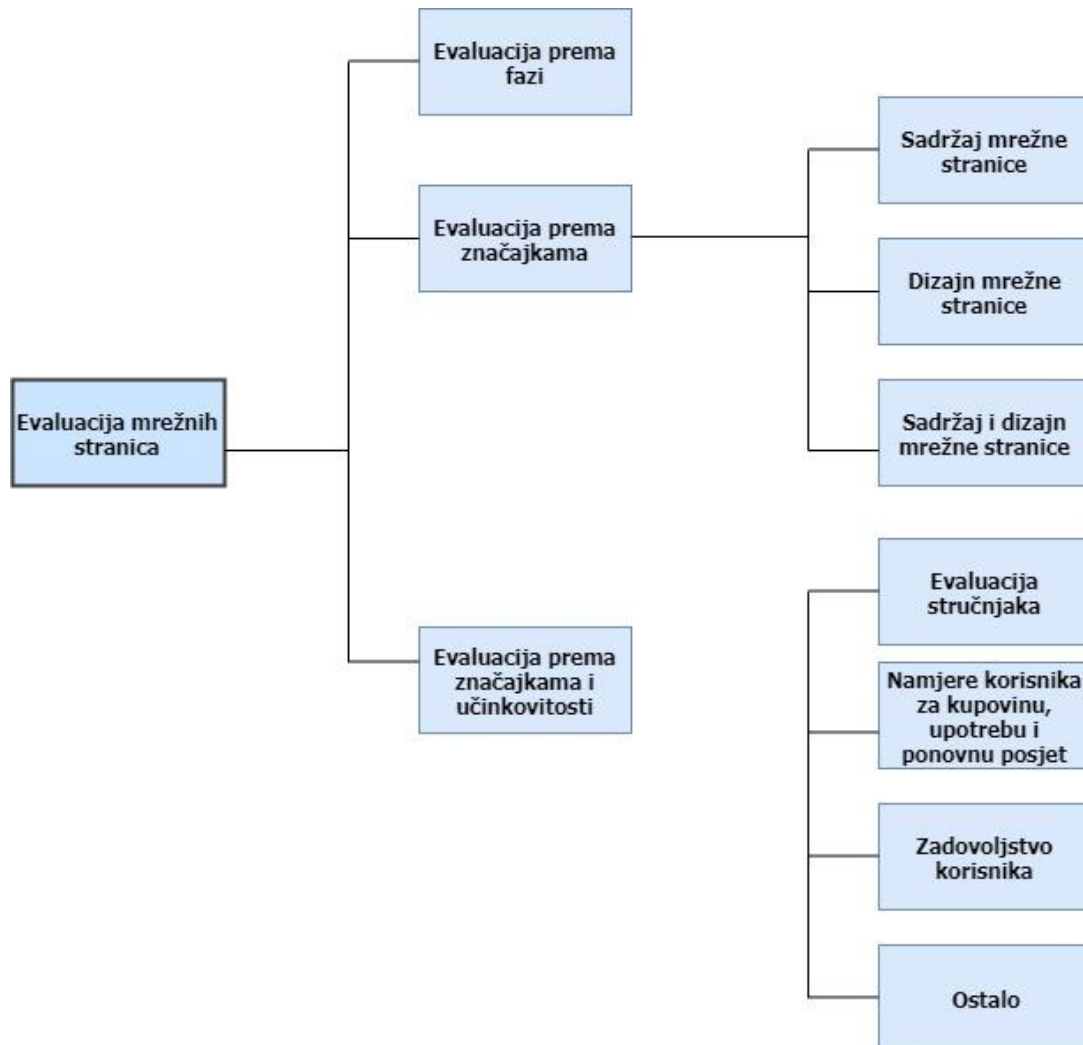 Evaluacija mrežnih
stranica
Evaluacija prema
fazi
Evaluacija prema
značajkama
Evaluacija prema
značajkama i
učinkovitosti
Sadržaj mrežne
stranice
Dizajn mrežne
stranice
Sadržaj i dizajn
mrežne stranice
Evaluacija
stručnjaka
Namjere korisnika
za kupovinu,
upotrebu i
ponovnu posjet
Zadovoljstvo
korisnika
Ostalo